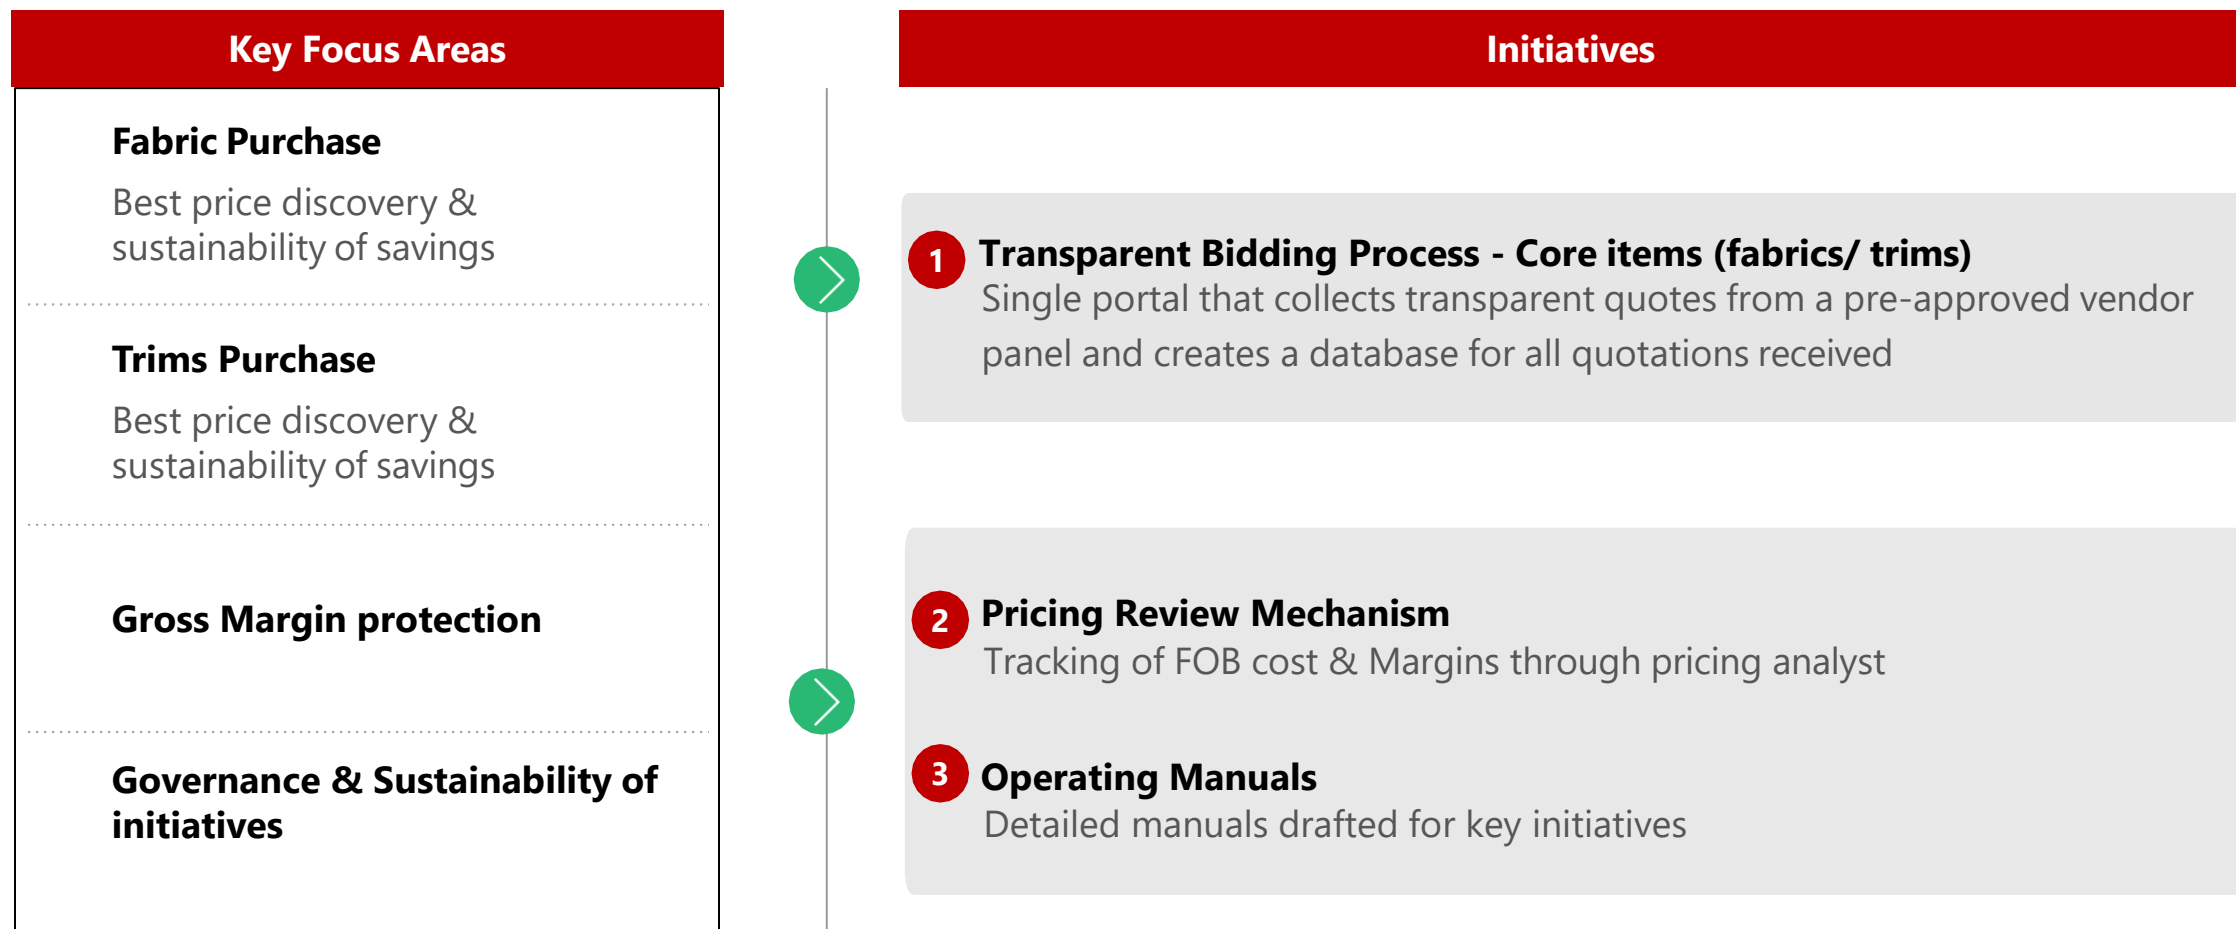 Key Focus Areas
Fabric Purchase
Best price discovery &
sustainability of savings
Trims Purchase
Best price discovery &
sustainability of savings
Gross Margin protection
Governance & Sustainability of
initiatives
Initiatives
1 Transparent Bidding Process - Core items (fabrics/ trims)
Single portal that collects transparent quotes from a pre-approved vendor
panel and creates a database for all quotations received
2 Pricing Review Mechanism
Tracking of FOB cost & Margins through pricing analyst
3 Operating Manuals
Detailed manuals drafted for key initiatives